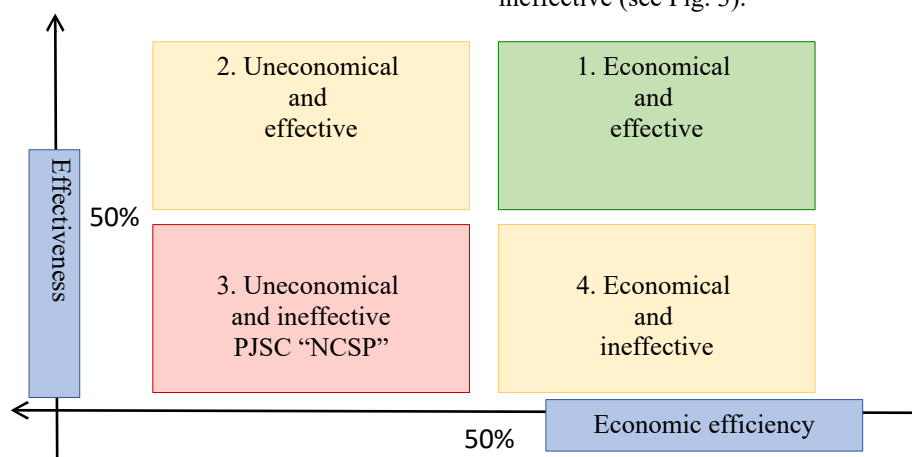 ineffective (see Fig. 3).
2. Uneconomical
and
effective
1. Economical
and
effective
Effectiveness
50%
3. Uneconomical
and ineffective
PJSC “NCSP”
4. Economical
and
ineffective
Economic efficiency
50%